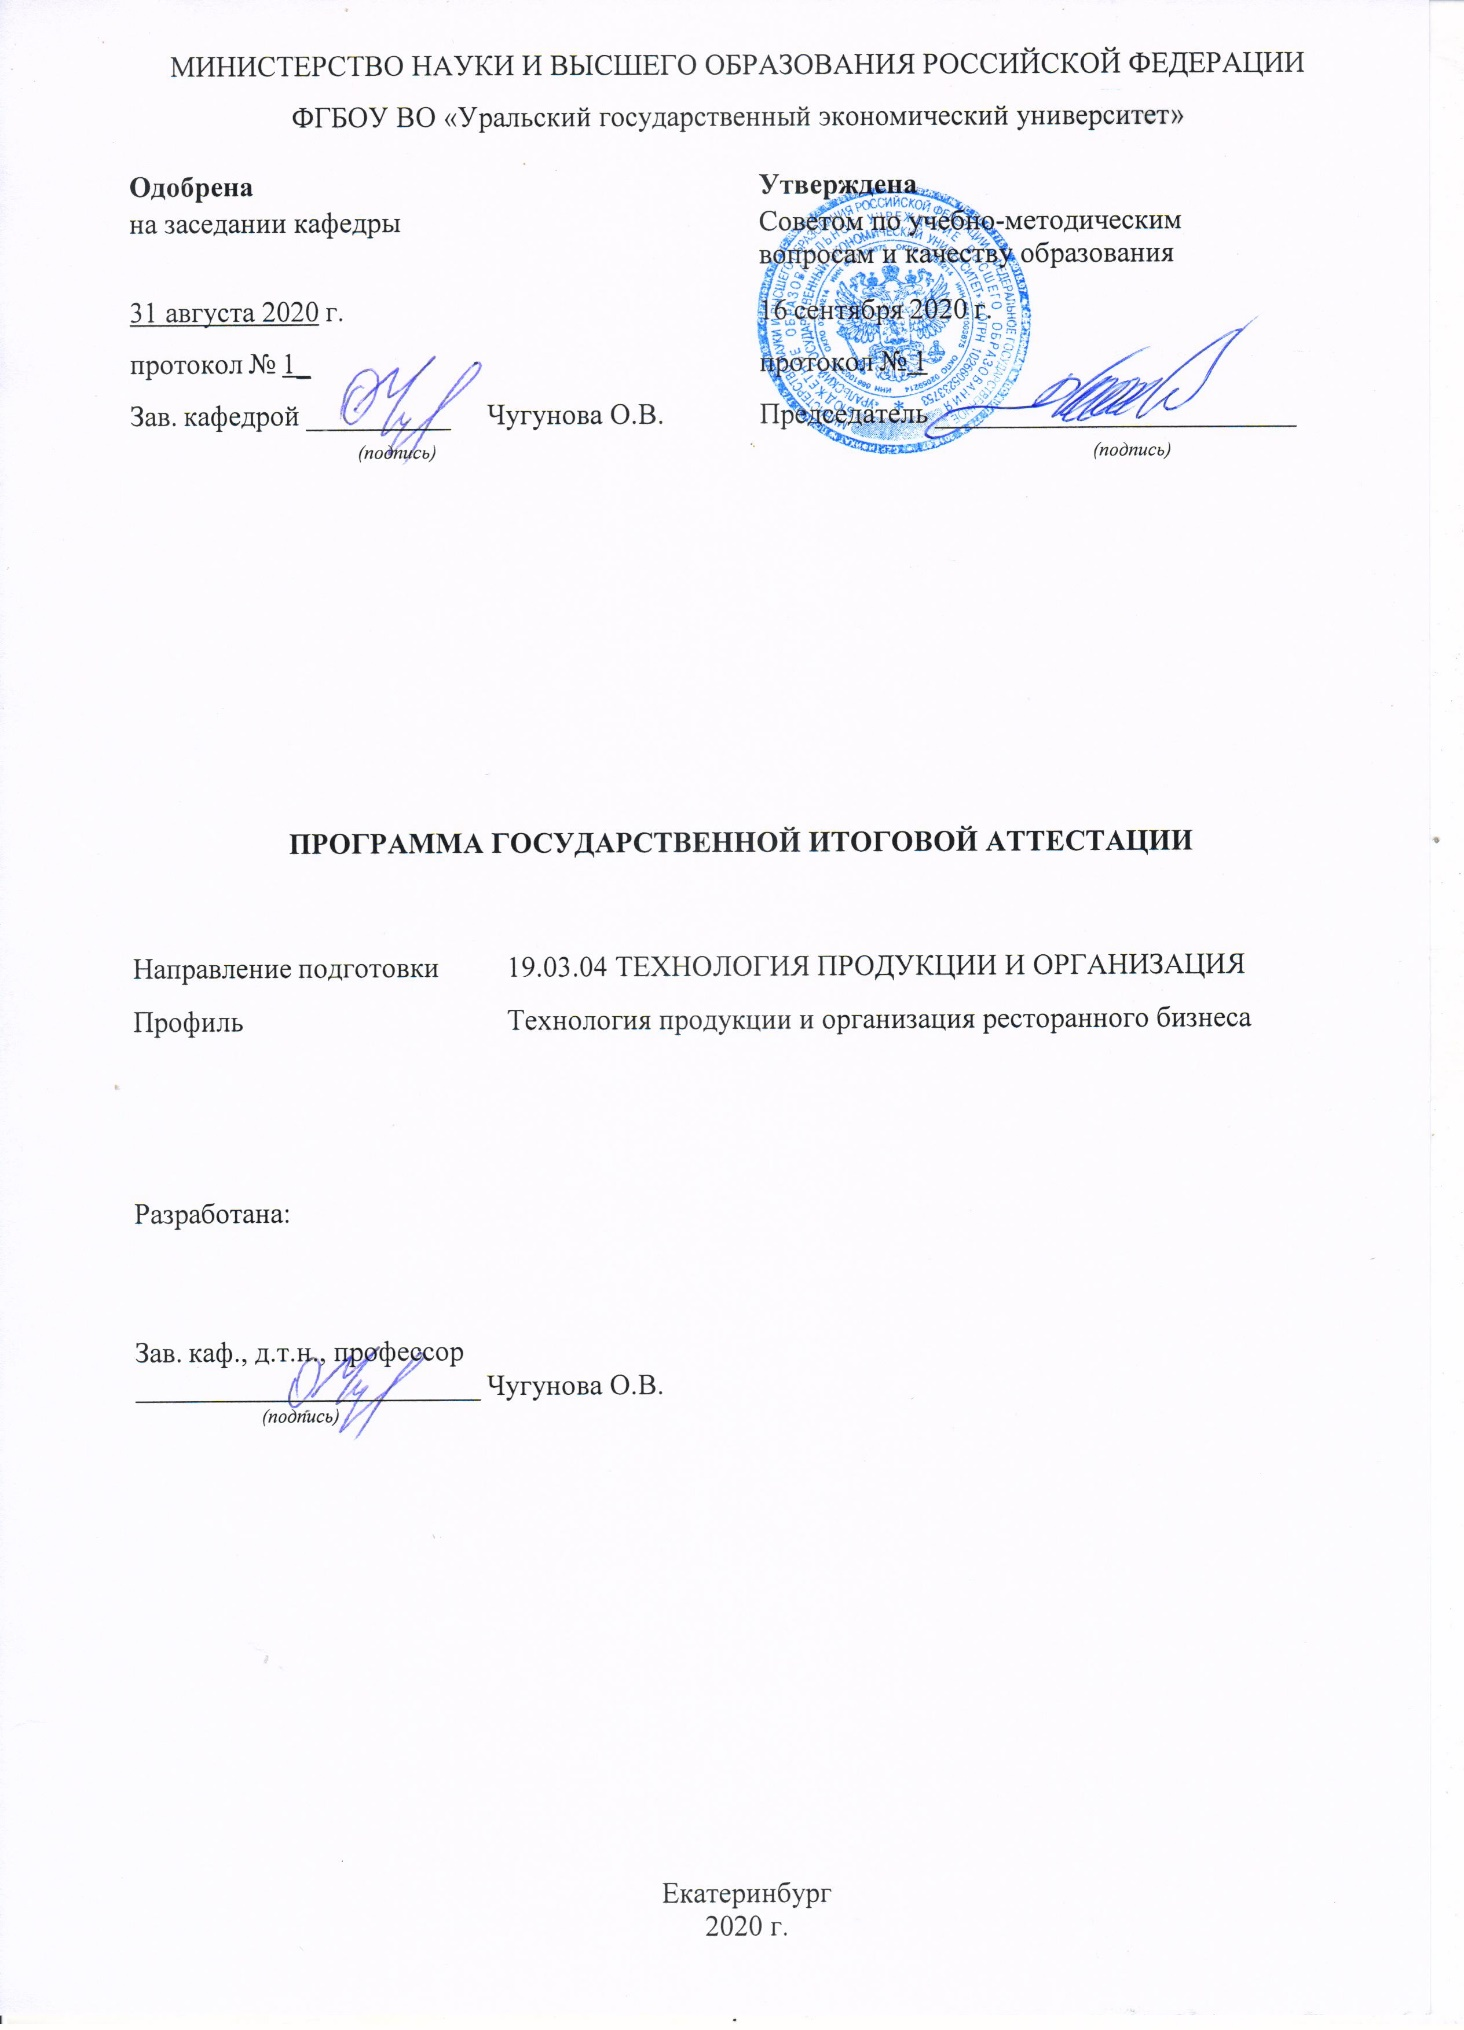 МИНИСТЕРСТВО НАУКИ И ВЫСШЕГО ОБРАЗОВАНИЯ РОССИЙСКОЙ ФЕДЕРАЦИИ
ФГБОУ ВО «Уральский государственный экономический университет»
Одобрена
на заседании кафедры
31 августа 2020 г.
протокол № 1
Зав. кафедрой ___________ Чугунова О.В.
(подпись)
Утверждена
Советом по учебно-методическим
вопросам и качеству образования
16 сентября 2020 г.
протокол № 1
Председатель ___________________________
(подпись)
ПРОГРАММА ГОСУДАРСТВЕННОЙ ИТОГОВОЙ АТТЕСТАЦИИ
Направление подготовки 19.03.04 ТЕХНОЛОГИЯ ПРОДУКЦИИ И ОРГАНИЗАЦИЯ
Профиль Технология продукции и организация ресторанного бизнеса
Разработана:
Зав. каф., д.т.н., профессор
__________________________ Чугунова О.В.
(подпись)
Екатеринбург
2020 г.